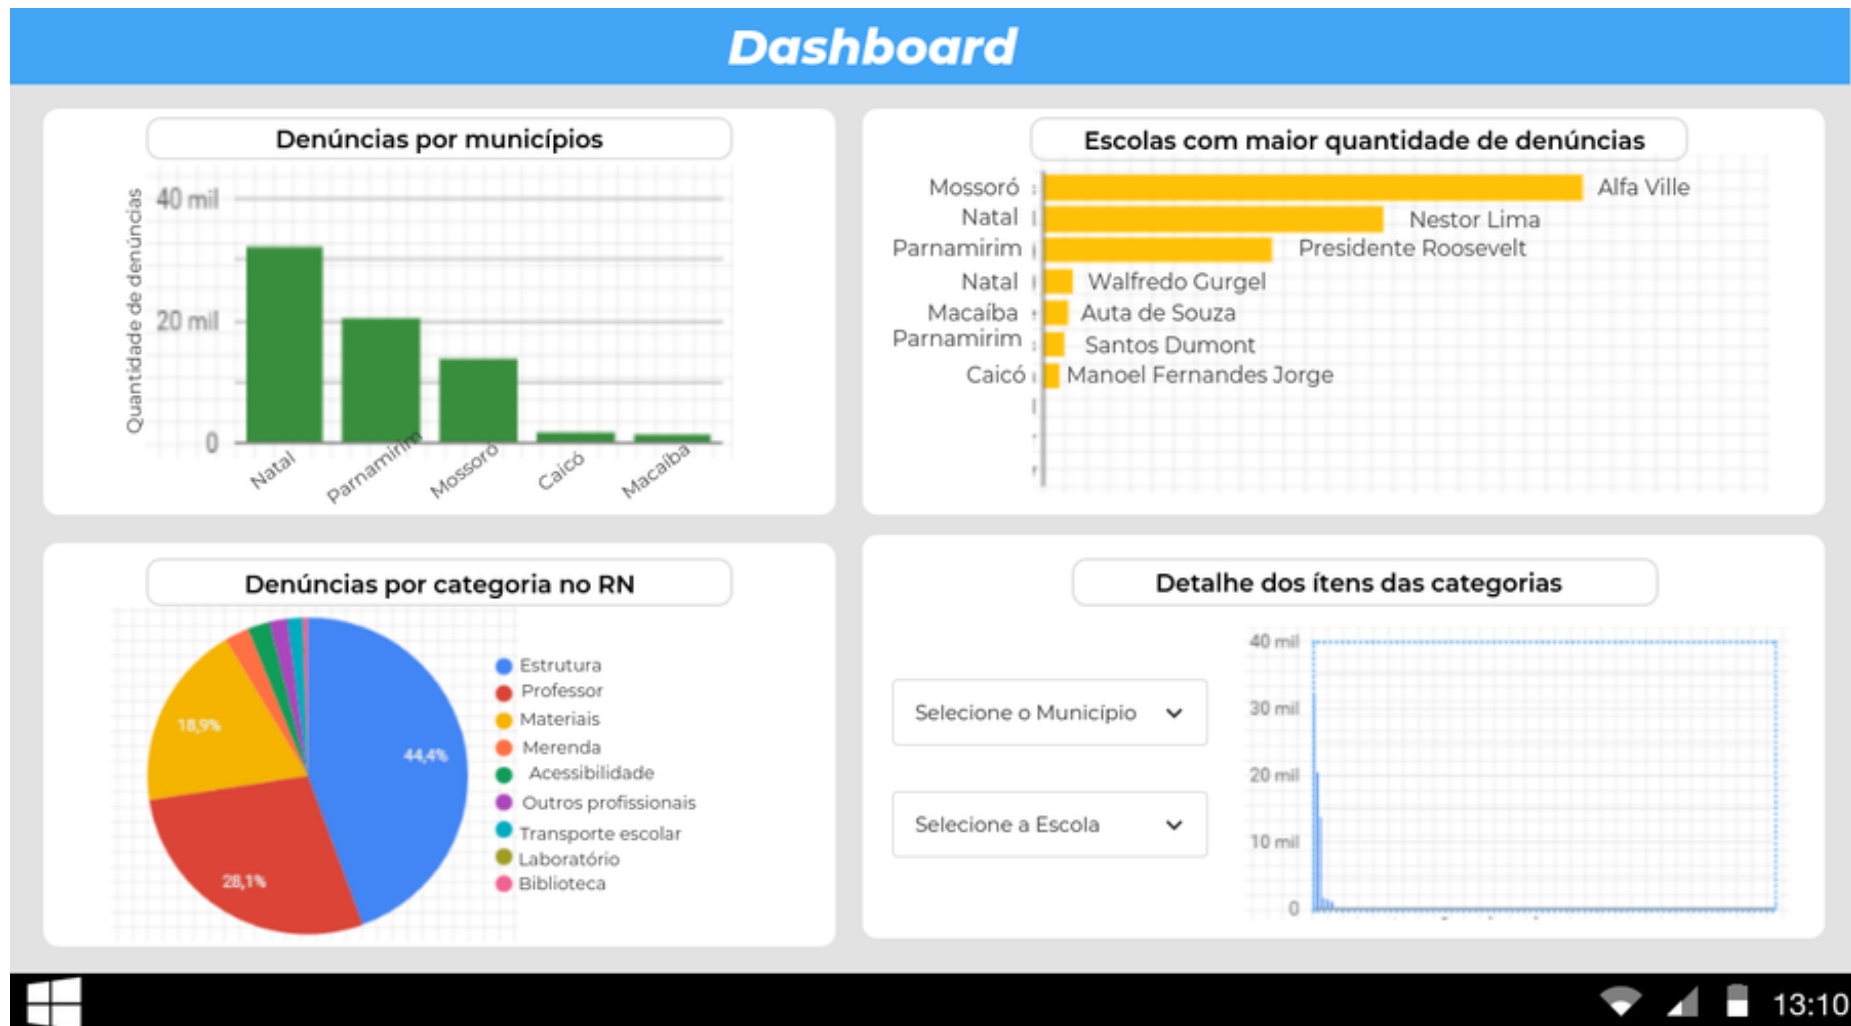 Dashboard
Denúncias por municípios
Quantidade de denúncias
40 mil
20 mil
0
Natal
Parnamirim
Mossoró
Caicó
Macaíba
Escolas com maior quantidade de denúncias
Mossoró Alfa Ville
Natal Nestor Lima
Parnamirim Presidente Roosevelt
Natal Walfredo Gurgel
Macaíba Auta de Souza
Parnamirim Santos Dumont
Caicó Manoel Fernandes Jorge
Denúncias por categoria no RN
18,9%
44,4%
28,1%
Estrutura
Professor
Materiais
Merenda
Acessibilidade
Outros profissionais
Transporte escolar
Laboratório
Biblioteca
Detalhe dos ítens das categorias
Selecione o Município
Selecione a Escola
40 mil
30 mil
20 mil
10 mil
0
13:10